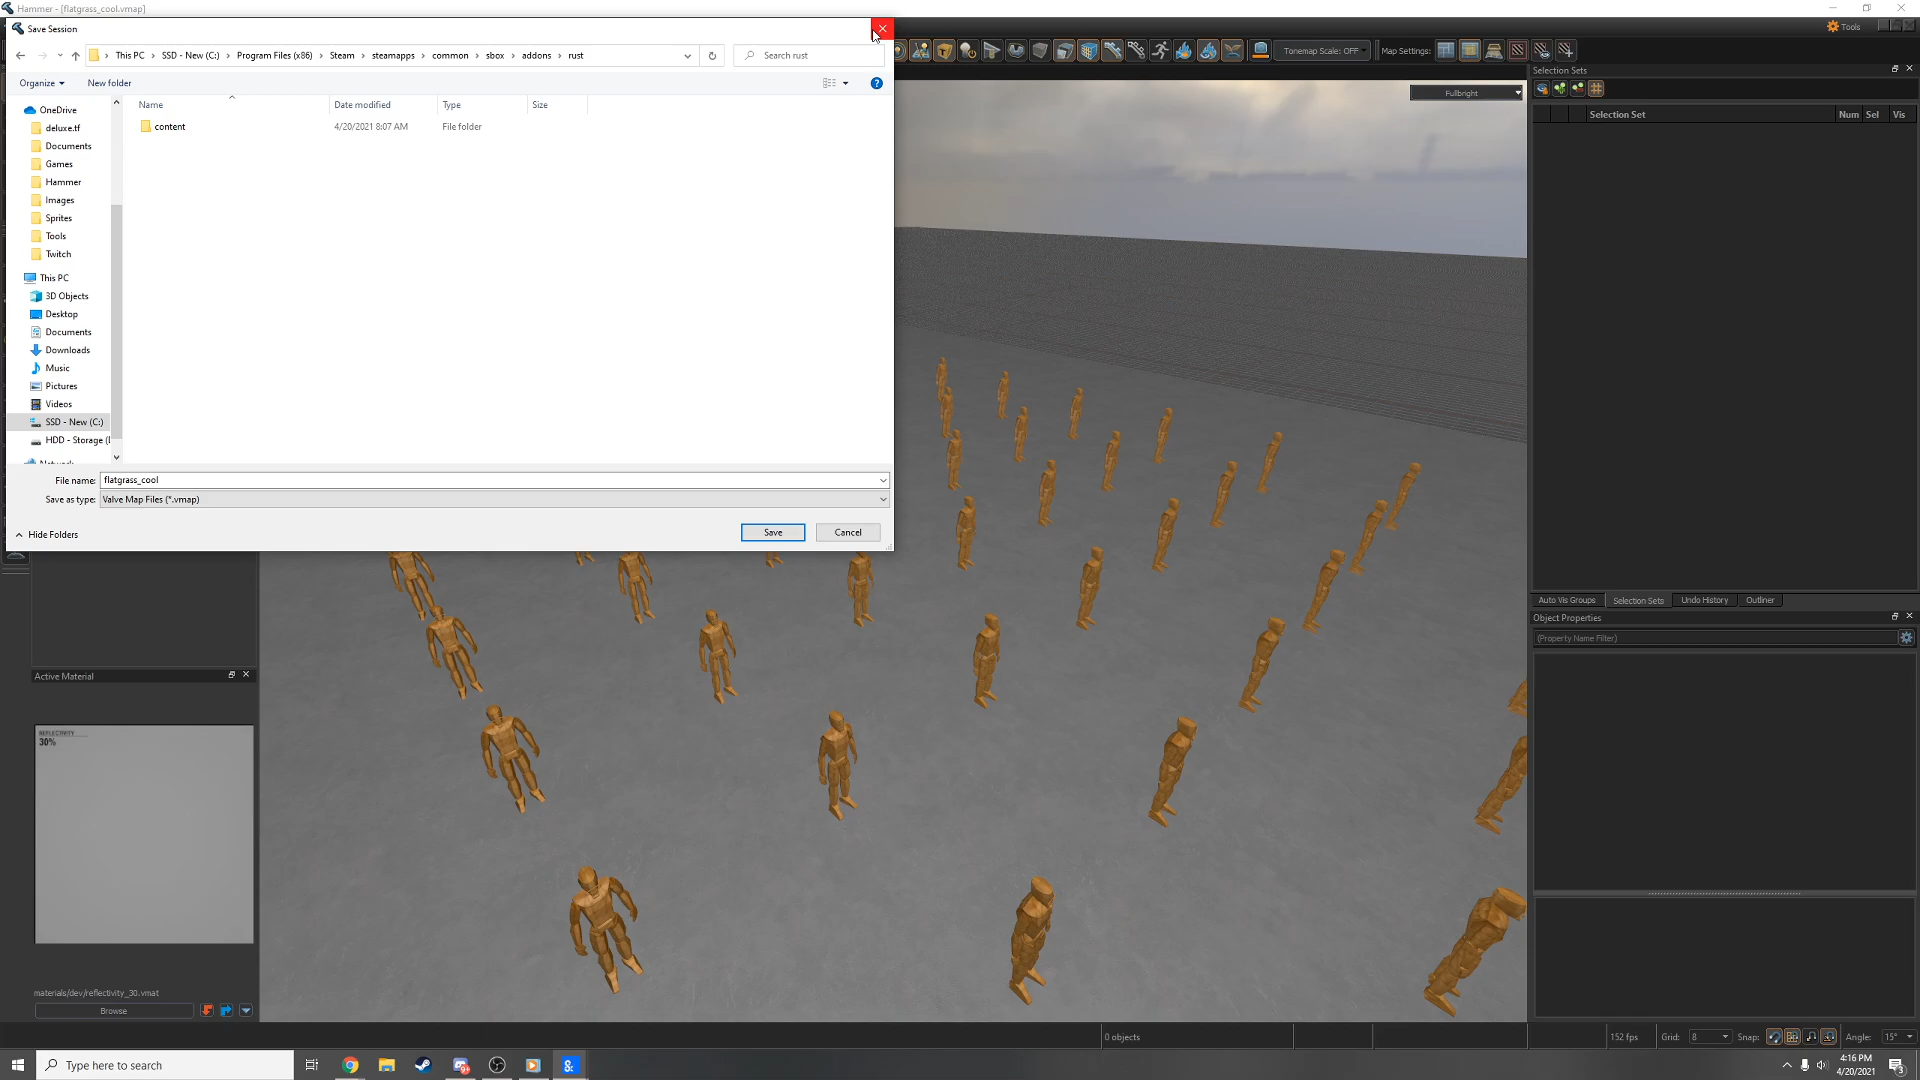 Hammer - [flatgrass_cool.vmap]
Save Session
Tools
This PC > SSD - New (C:) > Program Files (x86) > Steam > steamapps > common > sbox > addons > rust
Search rust
Tonemap Scale: OFF
Map Settings:
Organize
New folder
Selection Sets
Fullbright
Name
Date modified
Type
Size
Selection Set
Num
Sel
Vis
content
4/20/2021 8:07 AM
File folder
OneDrive
deluxe.tf
Documents
Games
Hammer
Images
Sprites
Tools
Twitch
This PC
3D Objects
Desktop
Documents
Downloads
Music
Pictures
Videos
SSD - New (C:)
HDD - Storage (
File name:
flatgrass_cool
Save as type:
Valve Map Files (*.vmap)
Hide Folders
Save
Cancel
Auto Vis Groups
Selection Sets
Undo History
Outliner
Object Properties
(Property Name Filter)
Active Material
REFLECTIVITY
30%
materials/dev/reflectivity_30.vmat
Browse
0 objects
152 fps
Grid:
8
Snap:
Angle:
15°
Type here to search
4:16 PM
4/20/2021
3